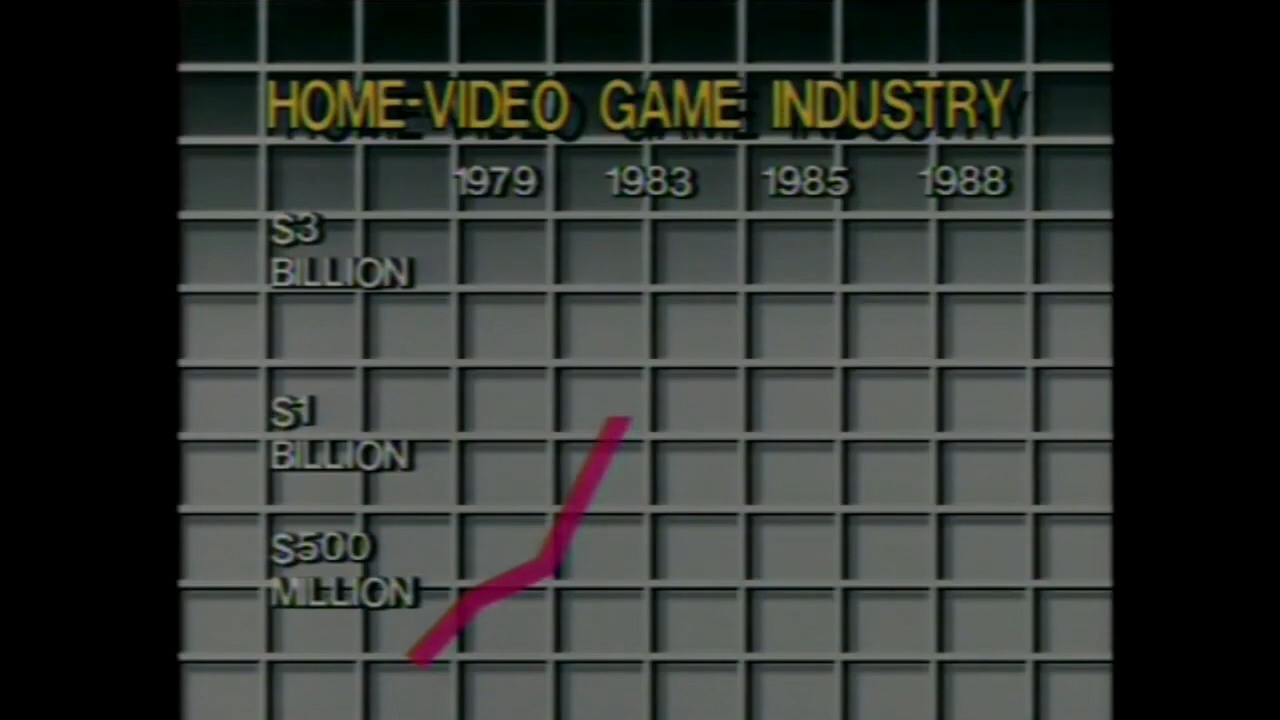 HOME-VIDEO GAME INDUSTRY
1979 1983 1985 1988
$3
BILLION
$1
BILLION
$500
MILLION